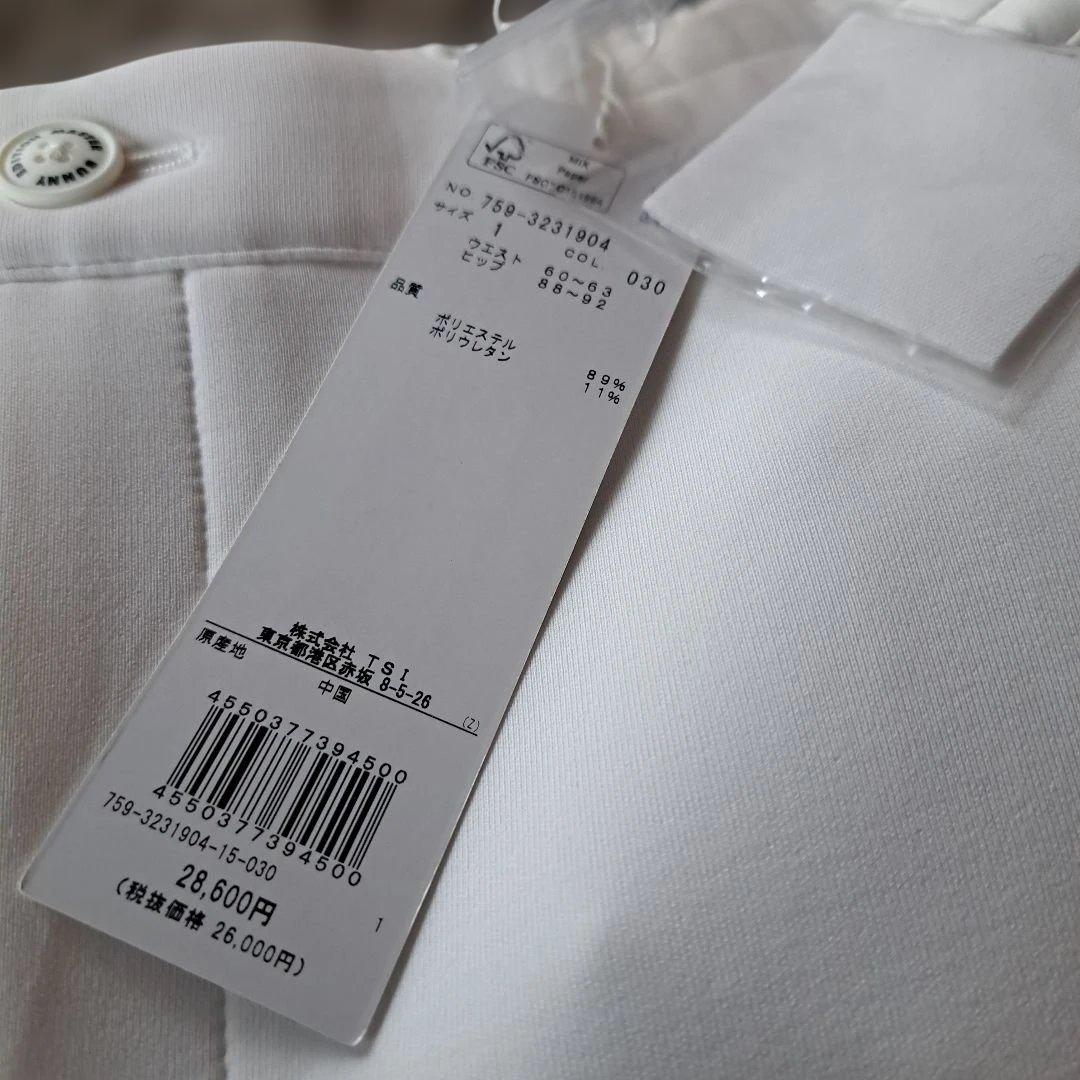 MASTER BUNNY EDITION
FSC
MIX
Paper
NO 759-3231904
サイズ 1 COL. 030
ウエスト 60～63
ヒップ 88～92
品質
ポリエステル 89%
ポリウレタン 11%
株式会社 TSI
東京都港区赤坂 8-5-26
原産地 中国 (Z)
4550377394500
4550377394500
759-3231904-15-030
28,600円 1
(税抜価格 26,000円)